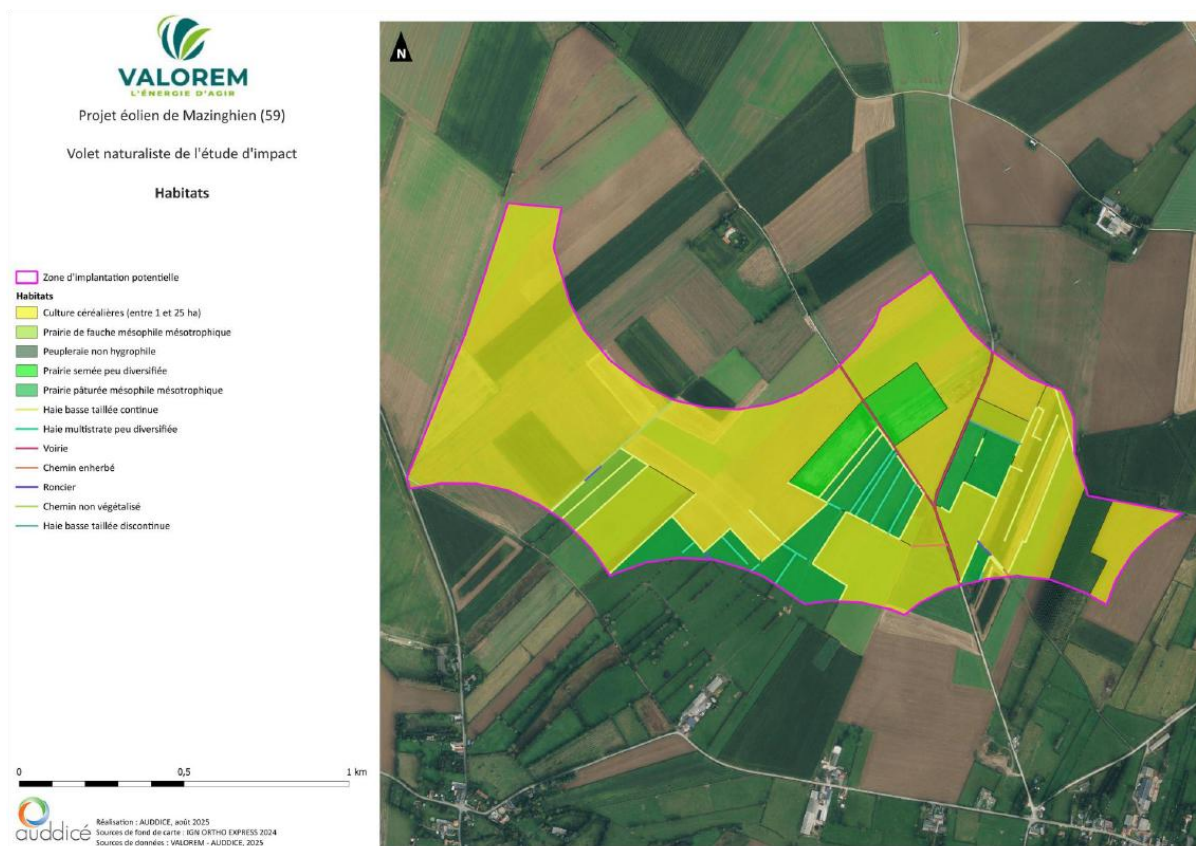 VALOREM
L'ÉNERGIE D'AGIR
Projet éolien de Mazinghien (59)
Volet naturaliste de l'étude d'impact
Habitats
N
Zone d'implantation potentielle
Habitats
Culture céréalières (entre 1 et 25 ha)
Prairie de fauche mésophile mésotrophique
Peupleraie non hygrophile
Prairie semée peu diversifiée
Prairie pâturée mésophile mésotrophique
Haie basse taillée continue
Haie multistrate peu diversifiée
Voirie
Chemin enherbé
Roncier
Chemin non végétalisé
Haie basse taillée discontinue
0 0,5 1 km
auddicé
Réalisation : AUDDICE, août 2025
Sources de fond de carte : IGN ORTHO EXPRESS 2024
Sources de données : VALOREM - AUDDICE, 2025